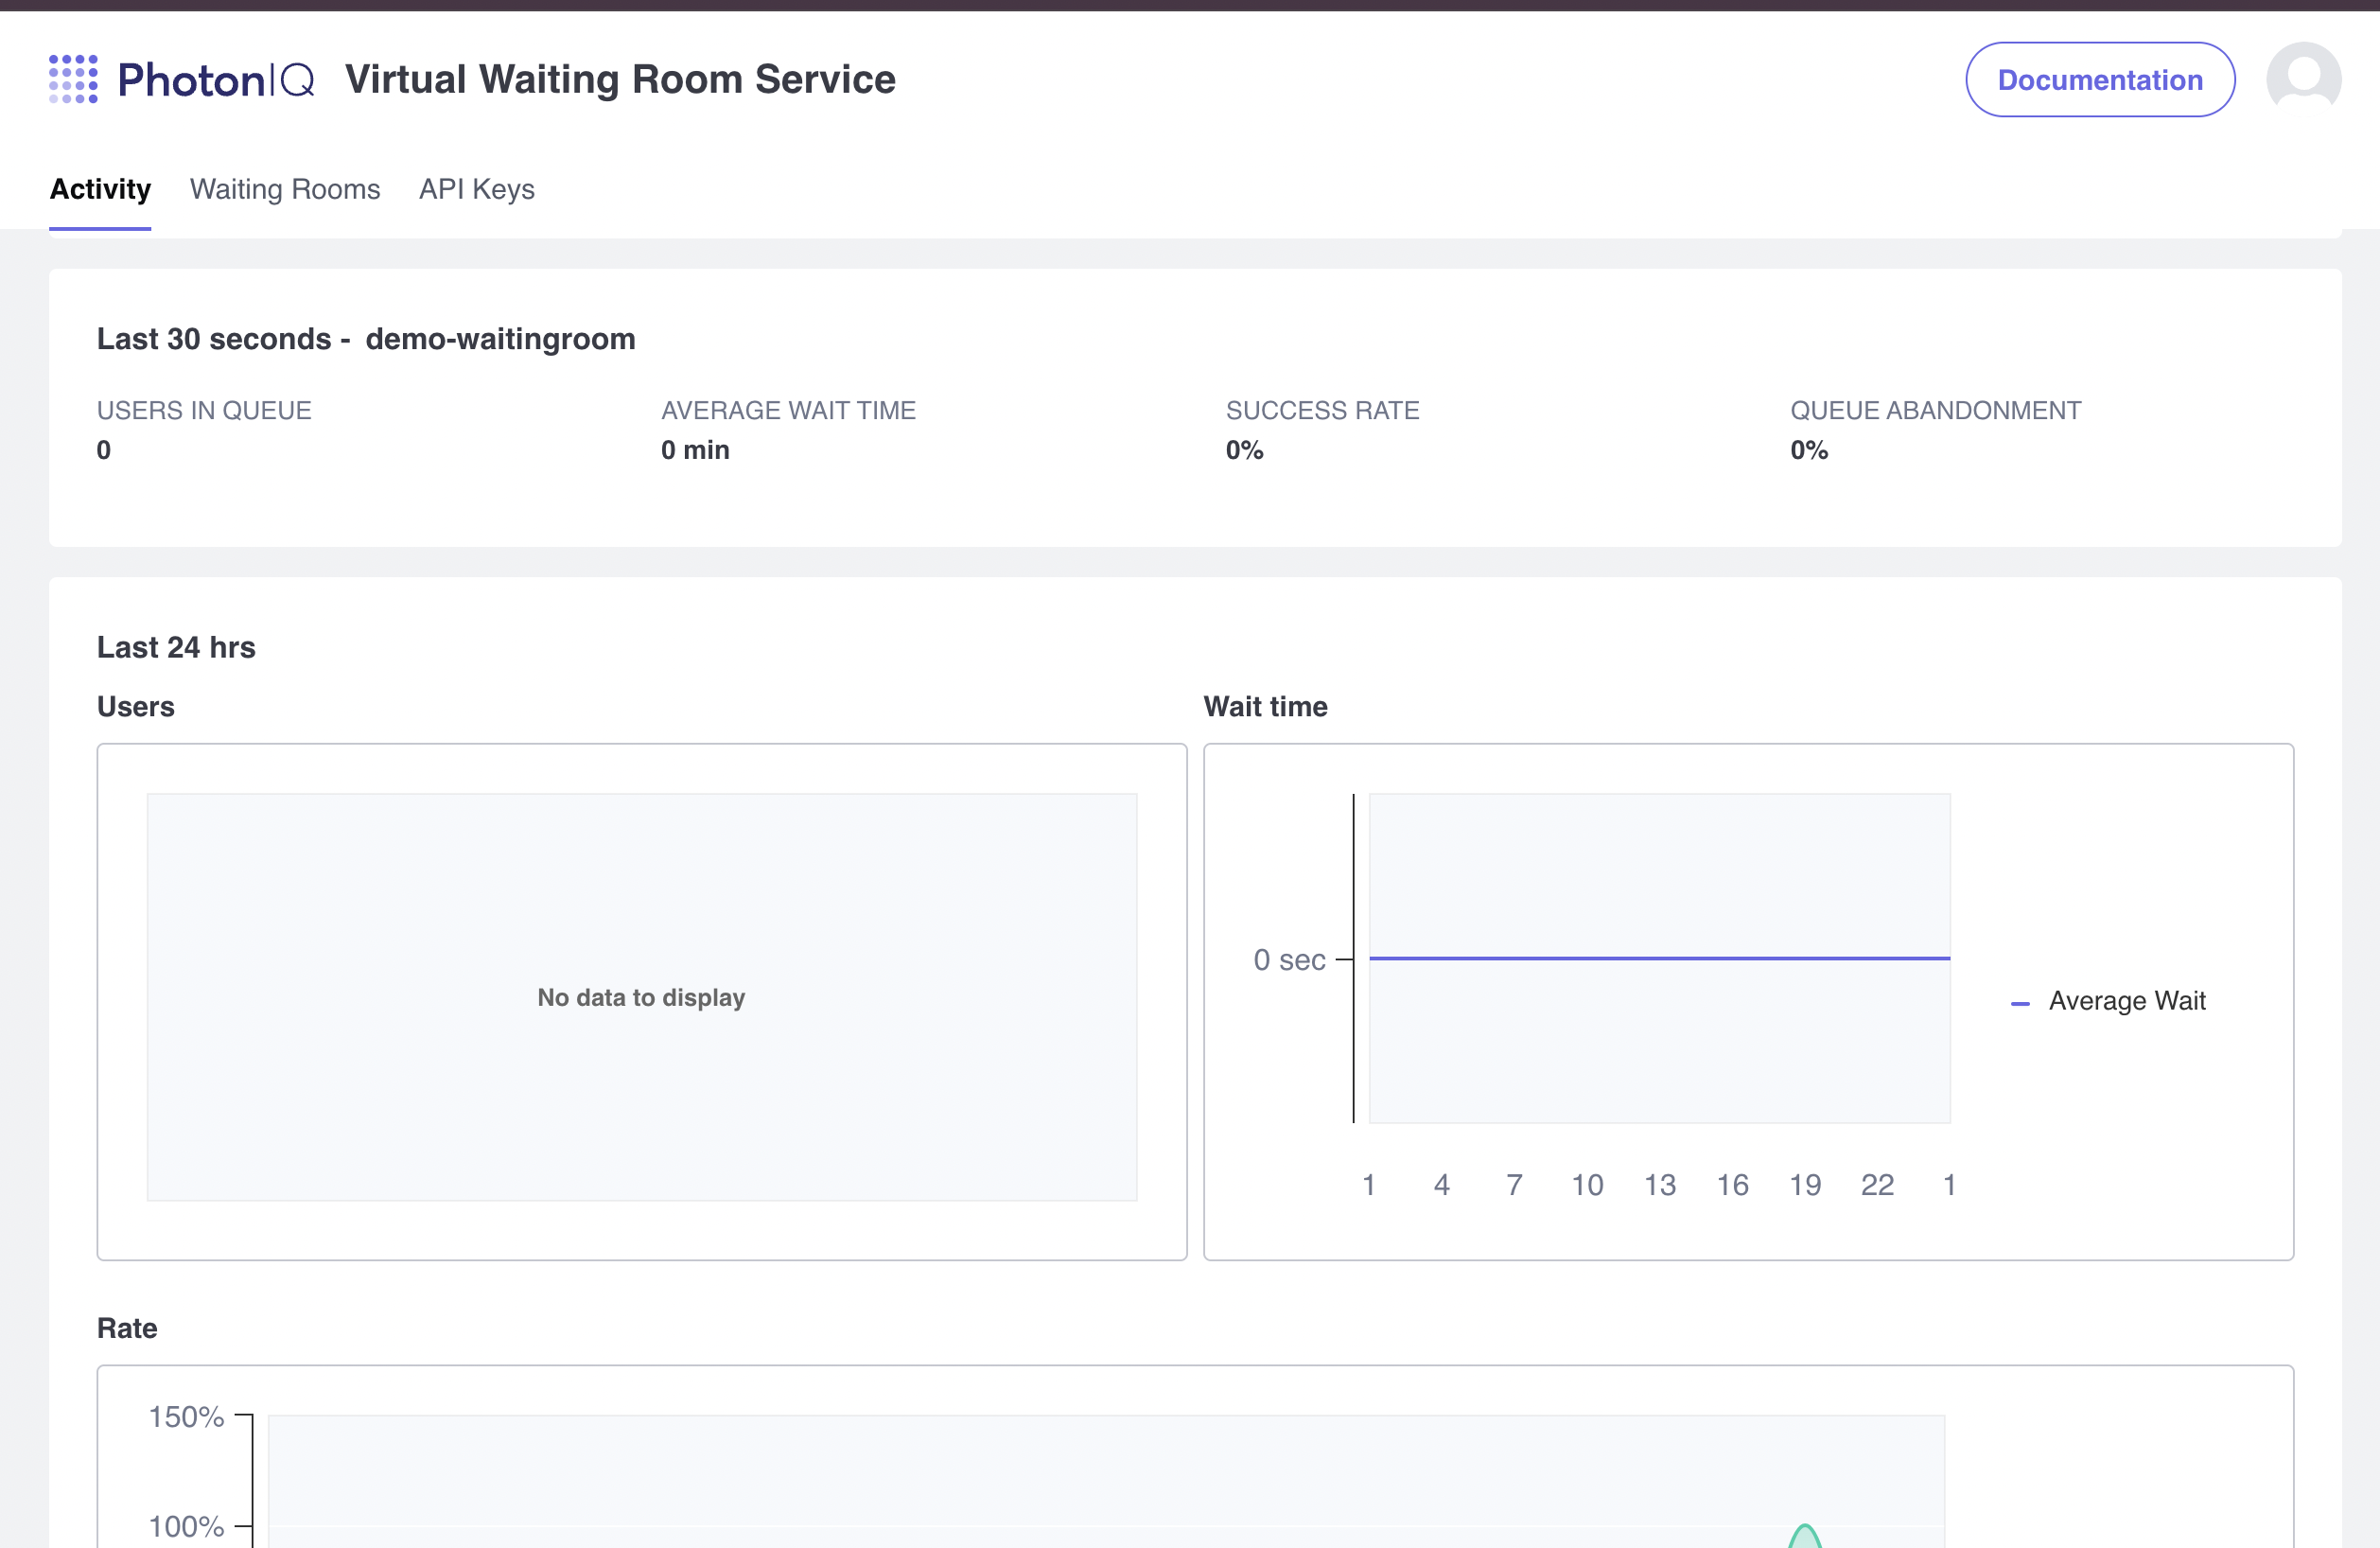 PhotonIQ Virtual Waiting Room Service Documentation
Activity Waiting Rooms API Keys
Last 30 seconds - demo-waitingroom
USERS IN QUEUE AVERAGE WAIT TIME SUCCESS RATE QUEUE ABANDONMENT
0 0 min 0% 0%
Last 24 hrs
Users Wait time
No data to display
0 sec
Average Wait
1 4 7 10 13 16 19 22 1
Rate
150%
100%